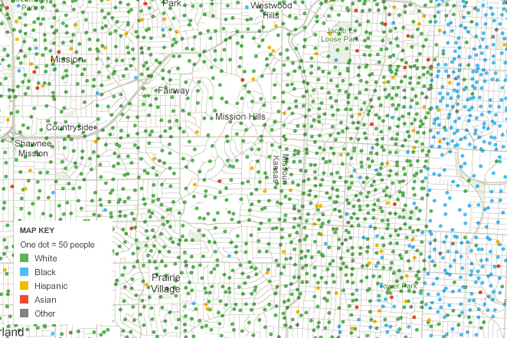 Park
Westwood
Hills
Loose Park
Mission
Fairway
Mission Hills
Countryside
Shawnee
Mission
Missouri
Kansas
MAP KEY
One dot = 50 people
White
Black
Hispanic
Asian
Other
Prairie
Village
Tower Park
rland